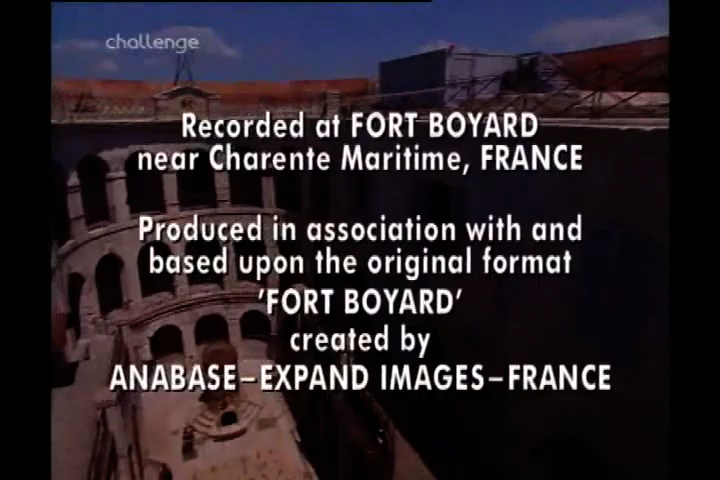 challenge
Recorded at FORT BOYARD
near Charente Maritime, FRANCE
Produced in association with and
based upon the original format
'FORT BOYARD'
created by
ANABASE–EXPAND IMAGES–FRANCE